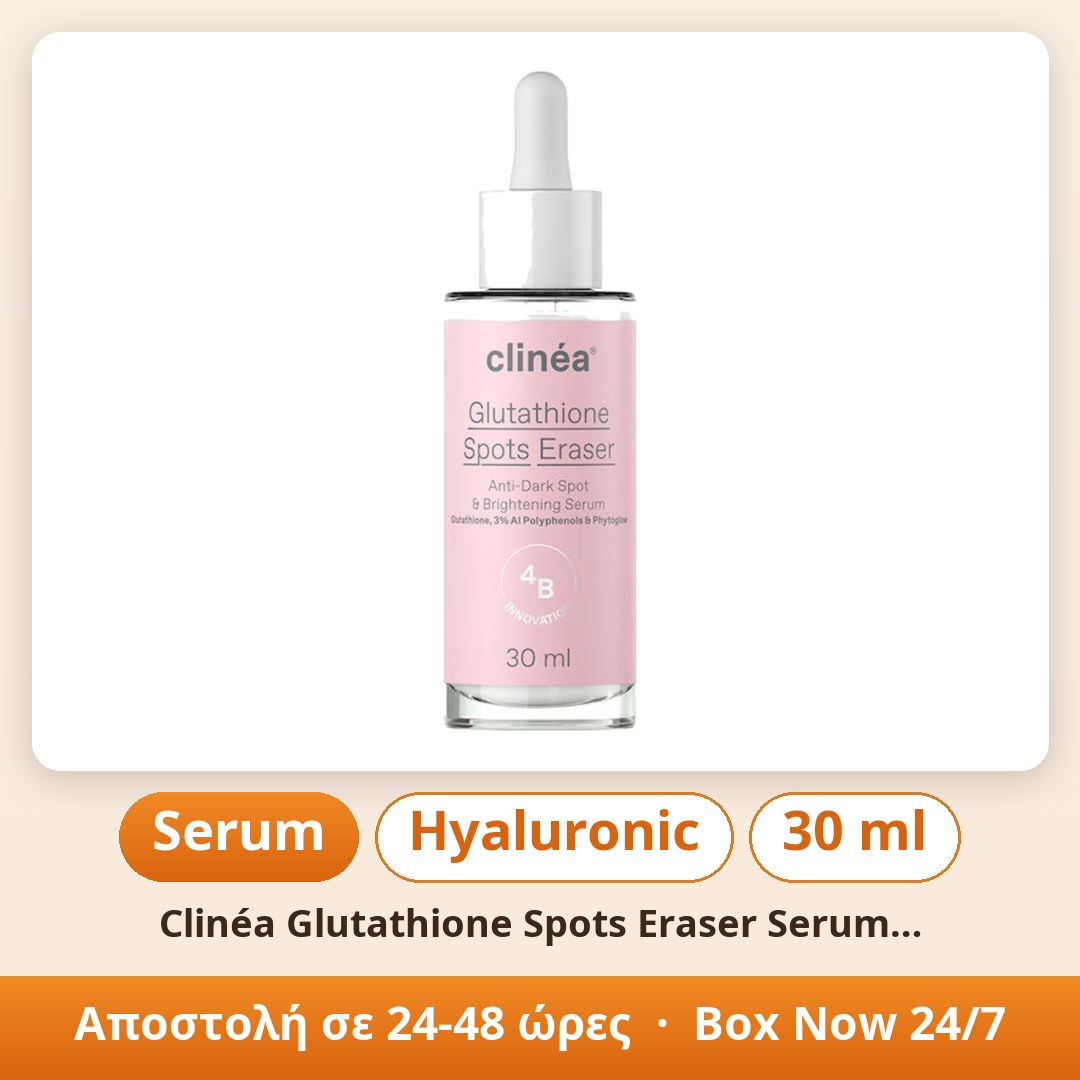 clinéa®
Glutathione
Spots Eraser
Anti-Dark Spot
& Brightening Serum
Glutathione, 3% AI Polyphenols & Phytoglow
4B
INNOVATION
30 ml
Serum
Hyaluronic
30 ml
Clinéa Glutathione Spots Eraser Serum...
Αποστολή σε 24-48 ώρες · Box Now 24/7